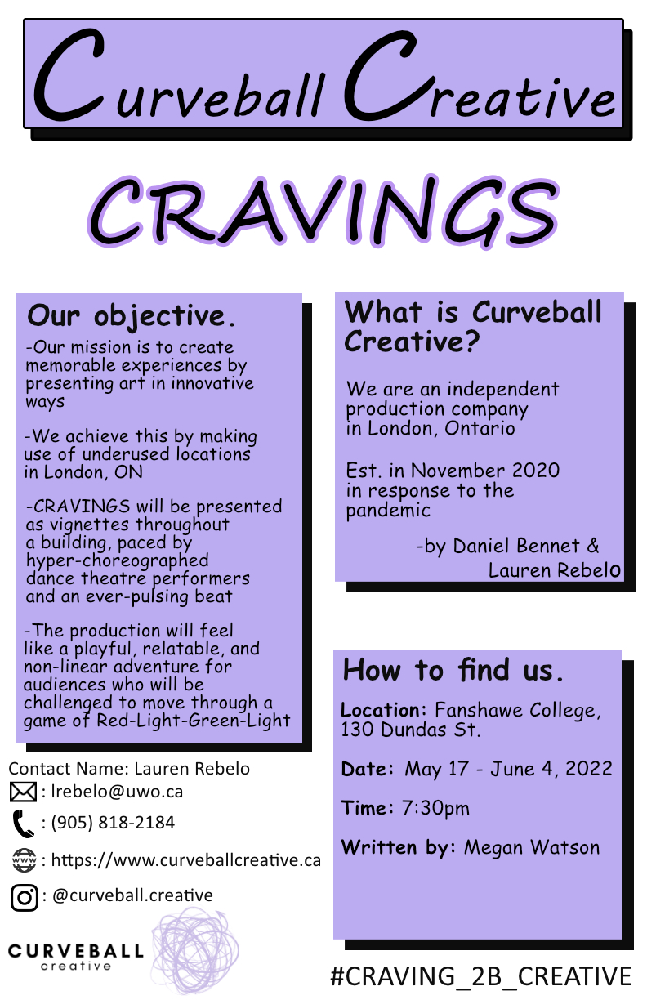 Curveball Creative
CRAVINGS
Our objective.
-Our mission is to create
memorable experiences by
presenting art in innovative
ways
-We achieve this by making
use of underused locations
in London, ON
-CRAVINGS will be presented
as vignettes throughout
a building, paced by
hyper-choreographed
dance theatre performers
and an ever-pulsing beat
-The production will feel
like a playful, relatable, and
non-linear adventure for
audiences who will be
challenged to move through a
game of Red-Light-Green-Light
What is Curveball
Creative?
We are an independent
production company
in London, Ontario
Est. in November 2020
in response to the
pandemic
-by Daniel Bennet &
Lauren Rebelo
How to find us.
Location: Fanshawe College,
130 Dundas St.
Date: May 17 - June 4, 2022
Time: 7:30pm
Written by: Megan Watson
Contact Name: Lauren Rebelo
: lrebelo@uwo.ca
: (905) 818-2184
www : https://www.curveballcreative.ca
: @curveball.creative
CURVEBALL
creative
#CRAVING_2B_CREATIVE